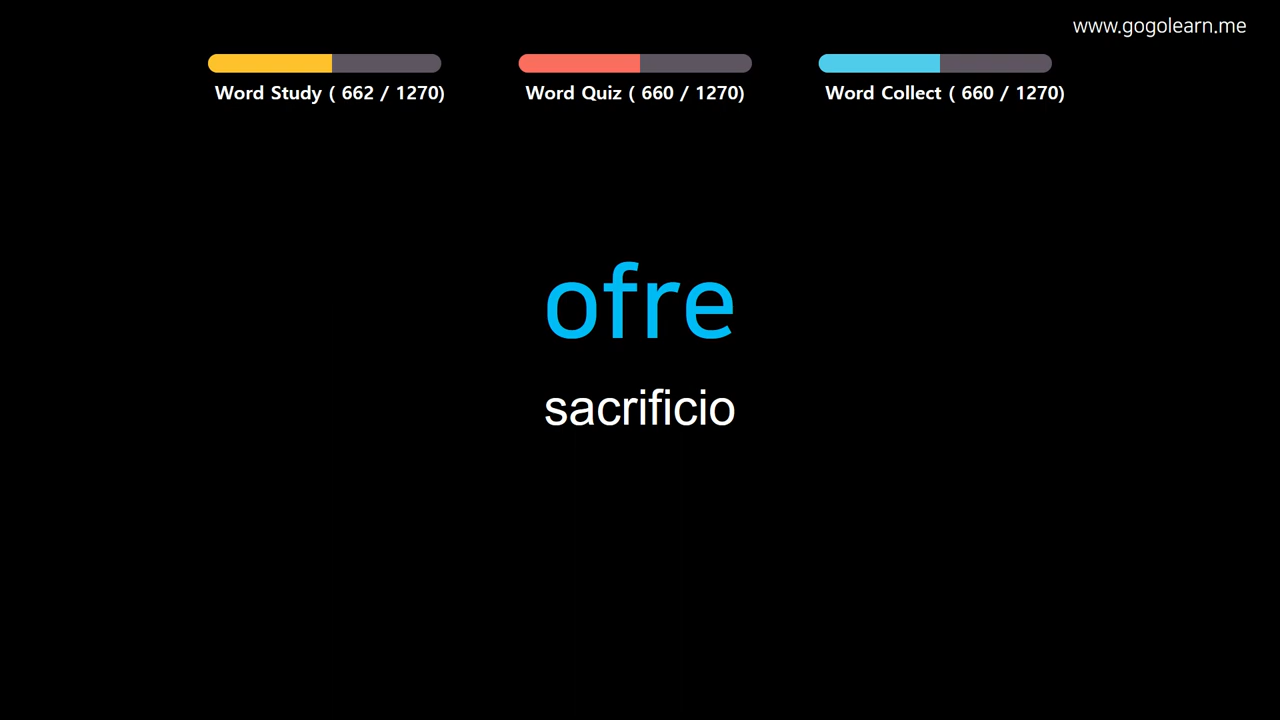 www.gogolearn.me
Word Study ( 662 / 1270)
Word Quiz ( 660 / 1270)
Word Collect ( 660 / 1270)
ofre
sacrificio